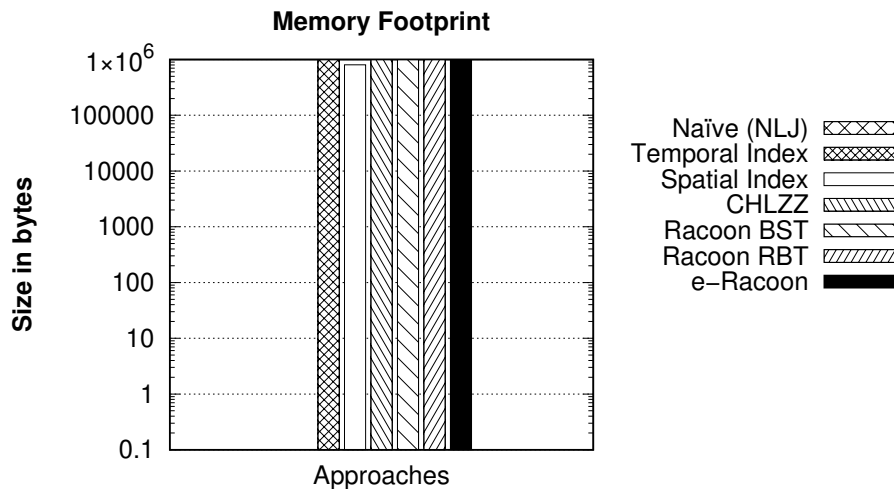 Memory Footprint
1×10⁶
100000
10000
1000
100
10
1
0.1
Size in bytes
Approaches
Naïve (NLJ)
Temporal Index
Spatial Index
CHLZZ
Racoon BST
Racoon RBT
e−Racoon